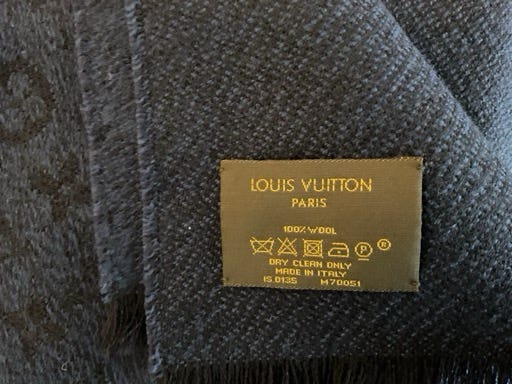 LOUIS VUITTON
PARIS
100% WOOL
P ®
DRY CLEAN ONLY
MADE IN ITALY
IS 0135 M70051